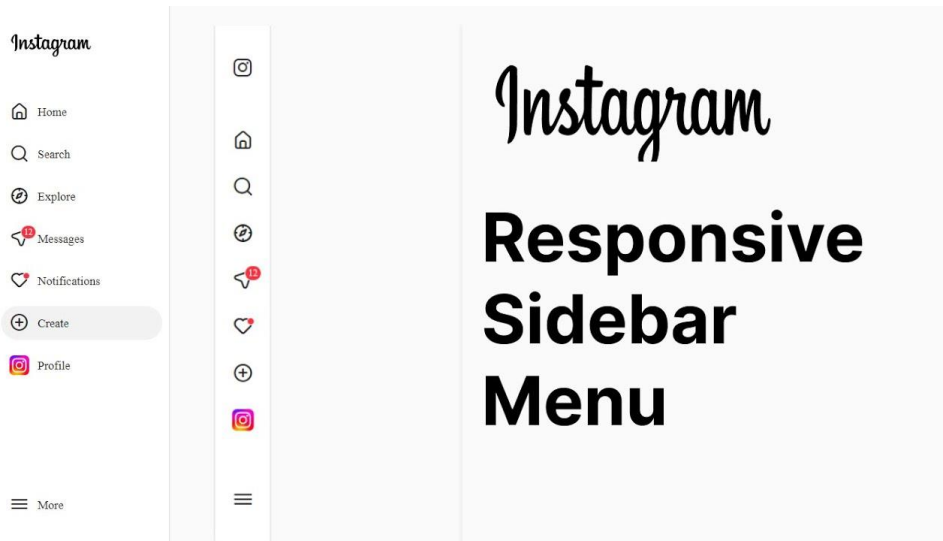 Instagram
Home
Search
Explore
12
Messages
Notifications
Create
Profile
More
12
Instagram
Responsive
Sidebar
Menu